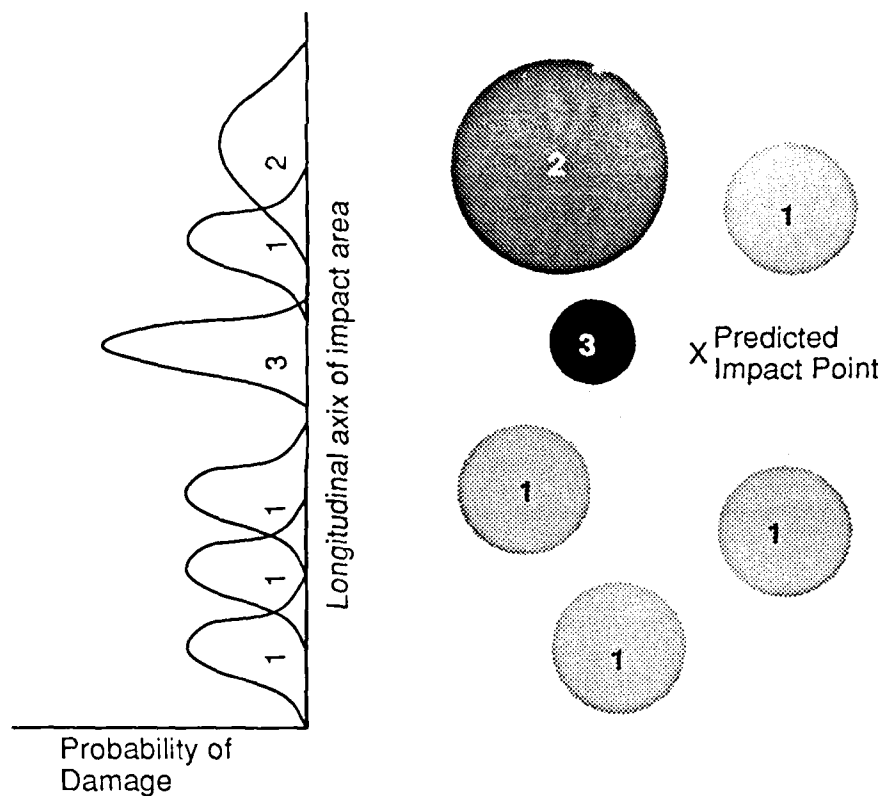 2
1
3
1
1
1
Longitudinal axix of impact area
Probability of
Damage
2
1
3
X Predicted
Impact Point
1
1
1